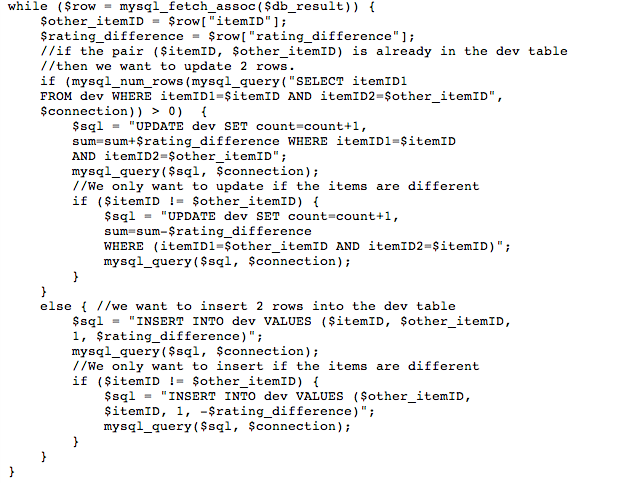 while ($row = mysql_fetch_assoc($db_result)) {
    $other_itemID = $row["itemID"];
    $rating_difference = $row["rating_difference"];
    //if the pair ($itemID, $other_itemID) is already in the dev table
    //then we want to update 2 rows.
    if (mysql_num_rows(mysql_query("SELECT itemID1
    FROM dev WHERE itemID1=$itemID AND itemID2=$other_itemID",
    $connection)) > 0)  {
        $sql = "UPDATE dev SET count=count+1,
        sum=sum+$rating_difference WHERE itemID1=$itemID
        AND itemID2=$other_itemID";
        mysql_query($sql, $connection);
        //We only want to update if the items are different
        if ($itemID != $other_itemID) {
            $sql = "UPDATE dev SET count=count+1,
            sum=sum-$rating_difference
            WHERE (itemID1=$other_itemID AND itemID2=$itemID)";
            mysql_query($sql, $connection);
        }
    }
    else { //we want to insert 2 rows into the dev table
        $sql = "INSERT INTO dev VALUES ($itemID, $other_itemID,
        1, $rating_difference)";
        mysql_query($sql, $connection);
        //We only want to insert if the items are different
        if ($itemID != $other_itemID) {
            $sql = "INSERT INTO dev VALUES ($other_itemID,
            $itemID, 1, -$rating_difference)";
            mysql_query($sql, $connection);
        }
    }
}